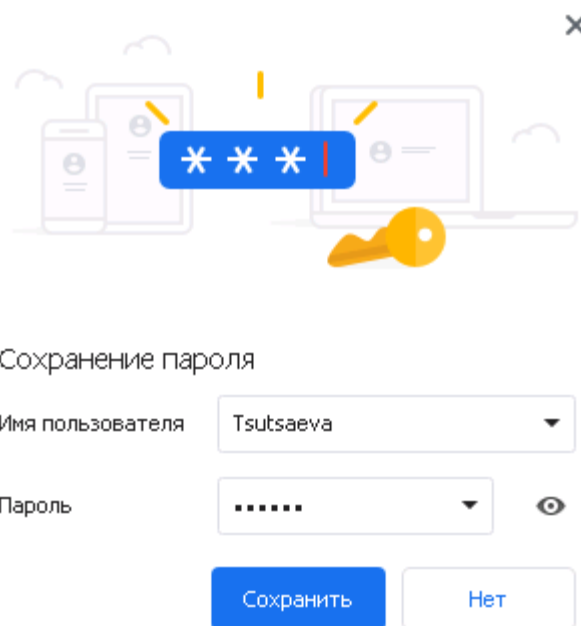 ***
Сохранение пароля
Имя пользователя Tsutsaeva
Пароль ••••••
Сохранить Нет